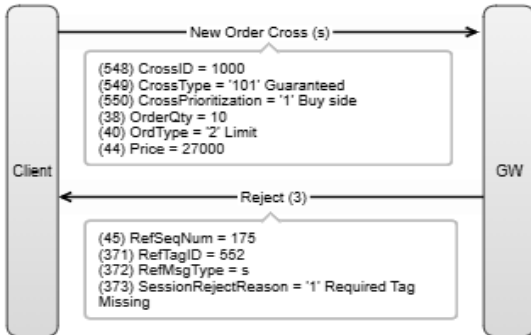 New Order Cross (s)
(548) CrossID = 1000
(549) CrossType = '101' Guaranteed
(550) CrossPrioritization = '1' Buy side
(38) OrderQty = 10
(40) OrdType = '2' Limit
(44) Price = 27000
Client
GW
Reject (3)
(45) RefSeqNum = 175
(371) RefTagID = 552
(372) RefMsgType = s
(373) SessionRejectReason = '1' Required Tag
Missing